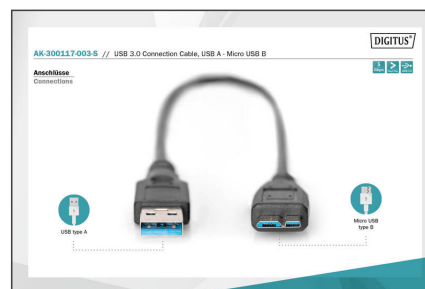 DIGITUS®
AK-300117-003-S // USB 3.0 Connection Cable, USB A - Micro USB B
Anschlüsse
Connections
USB type A
Micro USB
type B